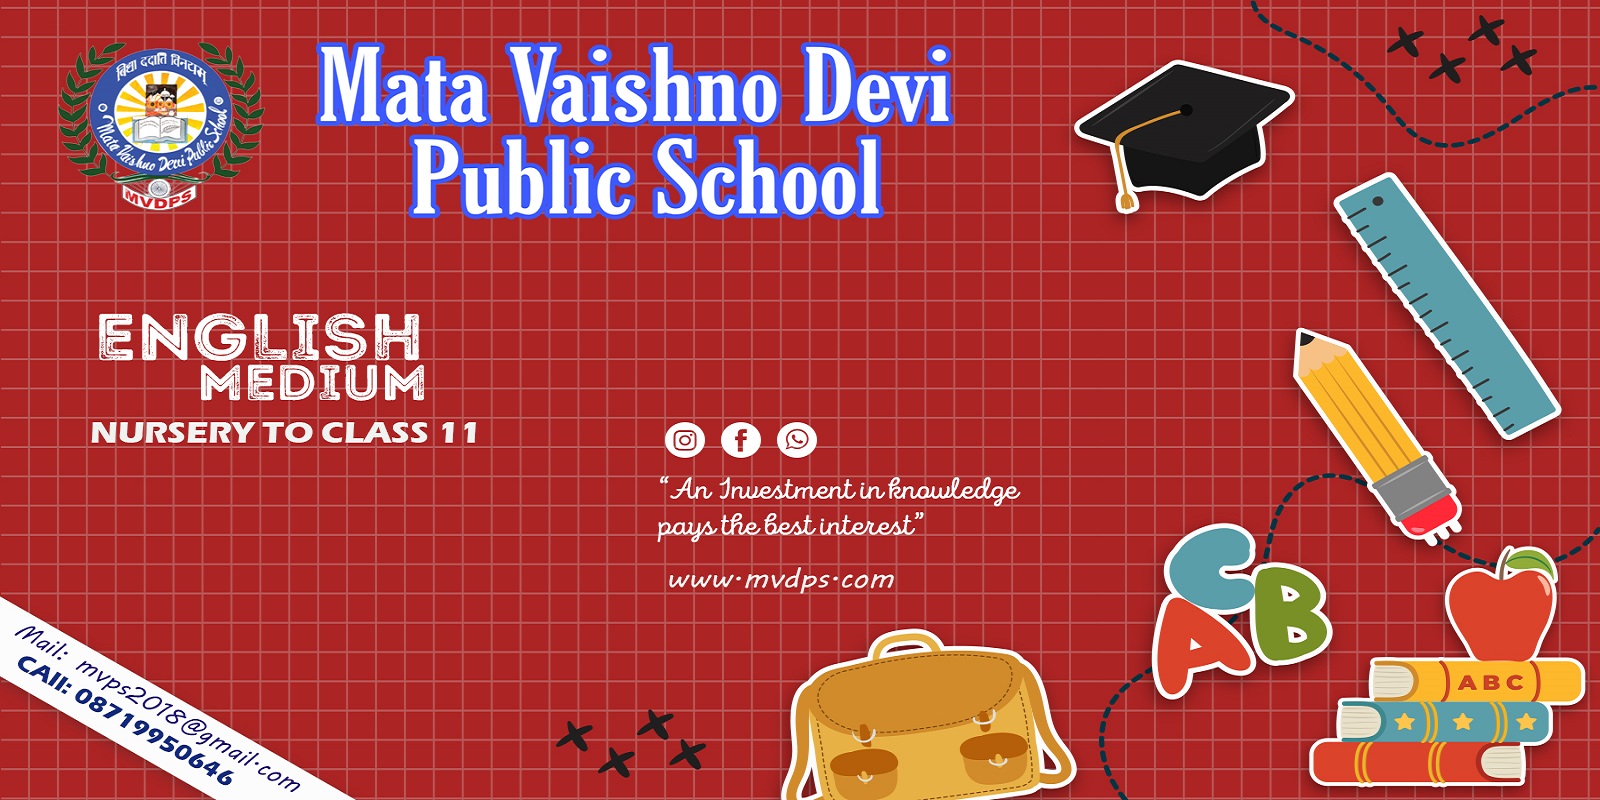 विद्या ददाति विनयम्
Mata Vaishno Devi Public School
MVDPS
Mata Vaishno Devi
Public School
ENGLISH
MEDIUM
NURSERY TO CLASS 11
“An Investment in knowledge
pays the best interest”
www.mvdps.com
Mail: mvps2018@gmail.com
CAll: 08719950646
C
A B
ABC